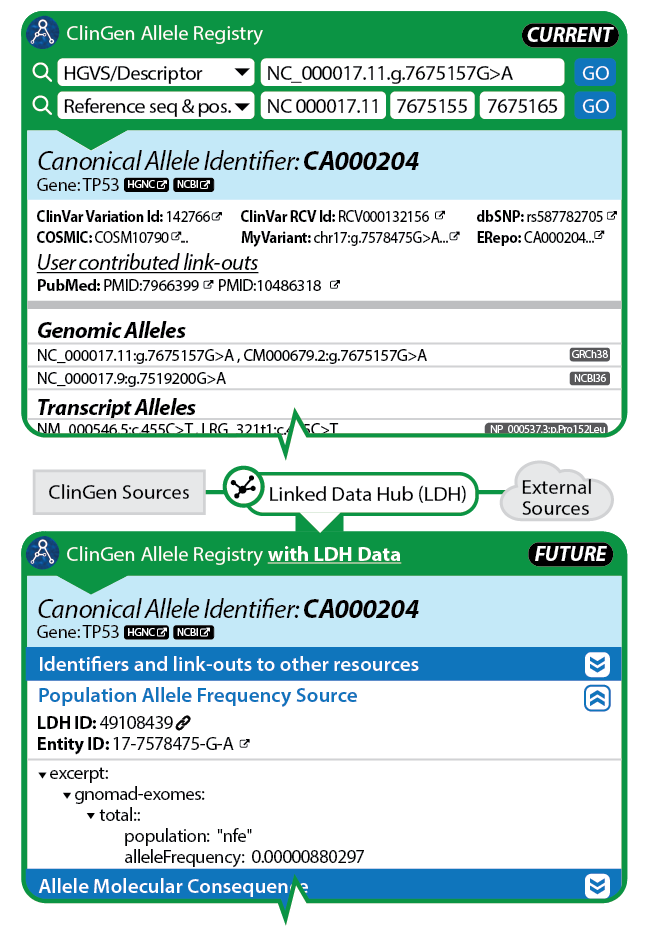 ClinGen Allele Registry CURRENT
HGVS/Descriptor NC_000017.11.g.7675157G>A GO
Reference seq & pos. NC 000017.11 7675155 7675165 GO
Canonical Allele Identifier: CA000204
Gene: TP53 HGNC NCBI
ClinVar Variation Id: 142766 ClinVar RCV Id: RCV000132156 dbSNP: rs587782705
COSMIC: COSM10790 ... MyVariant: chr17:g.7578475G>A... ERepo: CA000204...
User contributed link-outs
PubMed: PMID:7966399 PMID:10486318
Genomic Alleles
NC_000017.11:g.7675157G>A , CM000679.2:g.7675157G>A GRCh38
NC_000017.9:g.7519200G>A NCBI36
Transcript Alleles
NM_000546.5:c.455C>T, LRG_321t1:c.455C>T NP_000537.3:p.Pro152Leu
ClinGen Sources
Linked Data Hub (LDH)
External
Sources
ClinGen Allele Registry with LDH Data FUTURE
Canonical Allele Identifier: CA000204
Gene: TP53 HGNC NCBI
Identifiers and link-outs to other resources
Population Allele Frequency Source
LDH ID: 49108439
Entity ID: 17-7578475-G-A
excerpt:
gnomad-exomes:
total::
population: "nfe"
alleleFrequency: 0.00000880297
Allele Molecular Consequence